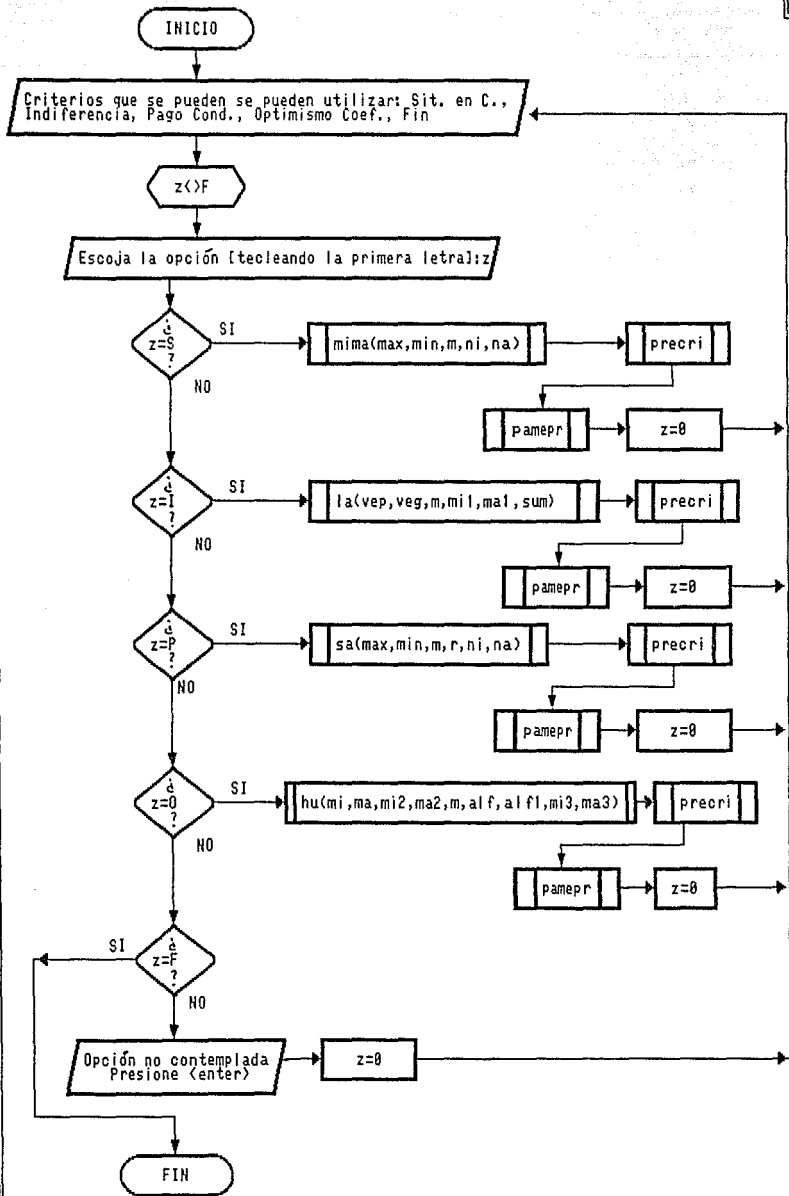 INICIO
Criterios que se pueden se pueden utilizar: Sit. en C.,
Indiferencia, Pago Cond., Optimismo Coef., Fin
z<>F
Escoja la opción [tecleando la primera letra]:z
¿
z=S
?
SI
mima(max,min,m,ni,na)
precri
NO
pamepr
z=0
¿
z=I
?
SI
la(vep,veg,m,mi1,ma1,sum)
precri
NO
pamepr
z=0
¿
z=P
?
SI
sa(max,min,m,r,ni,na)
precri
NO
pamepr
z=0
¿
z=O
?
SI
hu(mi,ma,mi2,ma2,m,alf,alf1,mi3,ma3)
precri
NO
pamepr
z=0
SI
¿
z=F
?
NO
Opción no contemplada
Presione <enter>
z=0
FIN